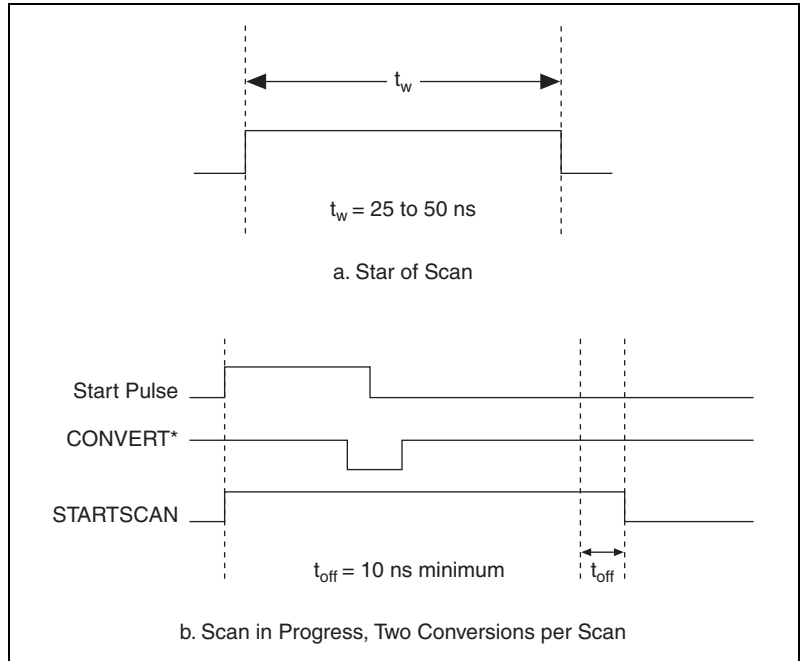 t_w
t_w = 25 to 50 ns
a. Star of Scan
Start Pulse
CONVERT*
STARTSCAN
t_off = 10 ns minimum
t_off
b. Scan in Progress, Two Conversions per Scan